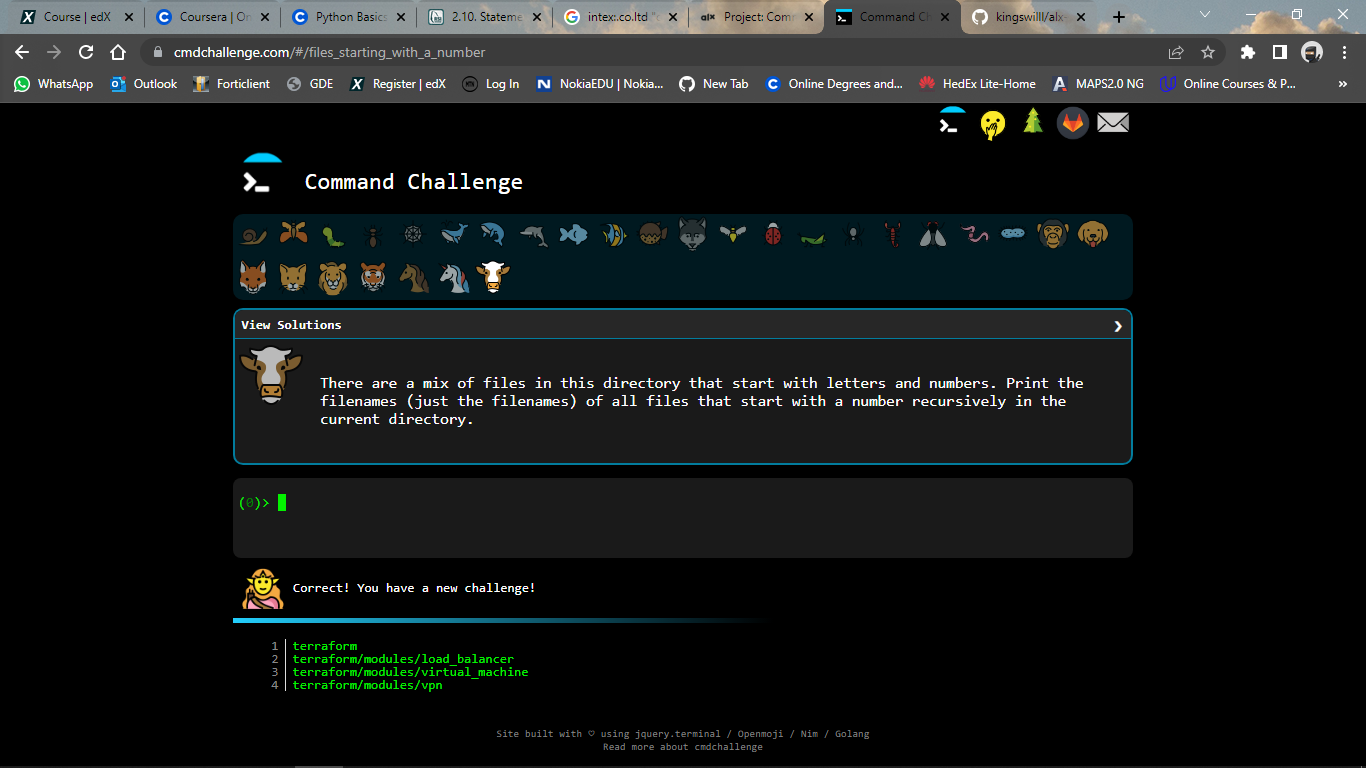 Course | edX
Coursera | On
Python Basics
2.10. Stateme
intex:.co.ltd "r
alx Project: Com
Command Ch
kingswilll/alx-
cmdchallenge.com/#/files_starting_with_a_number
WhatsApp Outlook Forticlient GDE Register | edX Log In NokiaEDU | Nokia... New Tab Online Degrees and... HedEx Lite-Home MAPS2.0 NG Online Courses & P... »
Command Challenge
View Solutions
There are a mix of files in this directory that start with letters and numbers. Print the
filenames (just the filenames) of all files that start with a number recursively in the
current directory.
(0)>
Correct! You have a new challenge!
1 terraform
2 terraform/modules/load_balancer
3 terraform/modules/virtual_machine
4 terraform/modules/vpn
Site built with ♡ using jquery.terminal / Openmoji / Nim / Golang
Read more about cmdchallenge